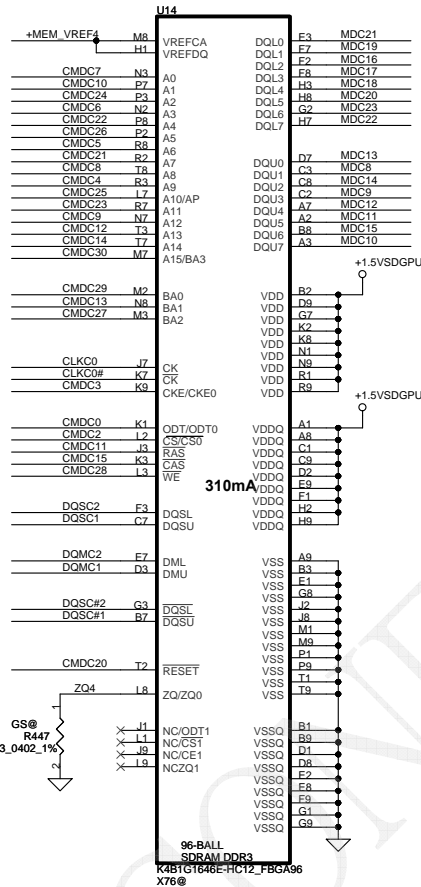 U14
+MEM_VREF4 M8 VREFCA
H1 VREFDQ
CMDC7 N3 A0
CMDC10 P7 A1
CMDC24 P3 A2
CMDC6 N2 A3
CMDC22 P8 A4
CMDC26 P2 A5
CMDC5 R8 A6
CMDC21 R2 A7
CMDC8 T8 A8
CMDC4 R3 A9
CMDC25 L7 A10/AP
CMDC23 R7 A11
CMDC9 N7 A12
CMDC12 T3 A13
CMDC14 T7 A14
CMDC30 M7 A15/BA3
CMDC29 M2 BA0
CMDC13 N8 BA1
CMDC27 M3 BA2
CLKC0 J7 CK
CLKC0# K7 CK
CMDC3 K9 CKE/CKE0
CMDC0 K1 ODT/ODT0
CMDC2 L2 CS/CS0
CMDC11 J3 RAS
CMDC15 K3 CAS
CMDC28 L3 WE
DQSC2 F3 DQSL
DQSC1 C7 DQSU
DQMC2 E7 DML
DQMC1 D3 DMU
DQSC#2 G3 DQSL
DQSC#1 B7 DQSU
CMDC20 T2 RESET
ZQ4 L8 ZQ/ZQ0
1
GS@
R447
3_0402_1%
2
J1 NC/ODT1
L1 NC/CS1
J9 NC/CE1
L9 NCZQ1
310mA
DQL0 E3 MDC21
DQL1 F7 MDC19
DQL2 F2 MDC16
DQL3 F8 MDC17
DQL4 H3 MDC18
DQL5 H8 MDC20
DQL6 G2 MDC23
DQL7 H7 MDC22
DQU0 D7 MDC13
DQU1 C3 MDC8
DQU2 C8 MDC14
DQU3 C2 MDC9
DQU4 A7 MDC12
DQU5 A2 MDC11
DQU6 B8 MDC15
DQU7 A3 MDC10
+1.5VSDGPU
VDD B2
VDD D9
VDD G7
VDD K2
VDD K8
VDD N1
VDD N9
VDD R1
VDD R9
+1.5VSDGPU
VDDQ A1
VDDQ A8
VDDQ C1
VDDQ C9
VDDQ D2
VDDQ E9
VDDQ F1
VDDQ H2
VDDQ H9
VSS A9
VSS B3
VSS E1
VSS G8
VSS J2
VSS J8
VSS M1
VSS M9
VSS P1
VSS P9
VSS T1
VSS T9
VSSQ B1
VSSQ B9
VSSQ D1
VSSQ D8
VSSQ E2
VSSQ E8
VSSQ F9
VSSQ G1
VSSQ G9
96-BALL
SDRAM DDR3
K4B1G1646E-HC12_FBGA96
X76@